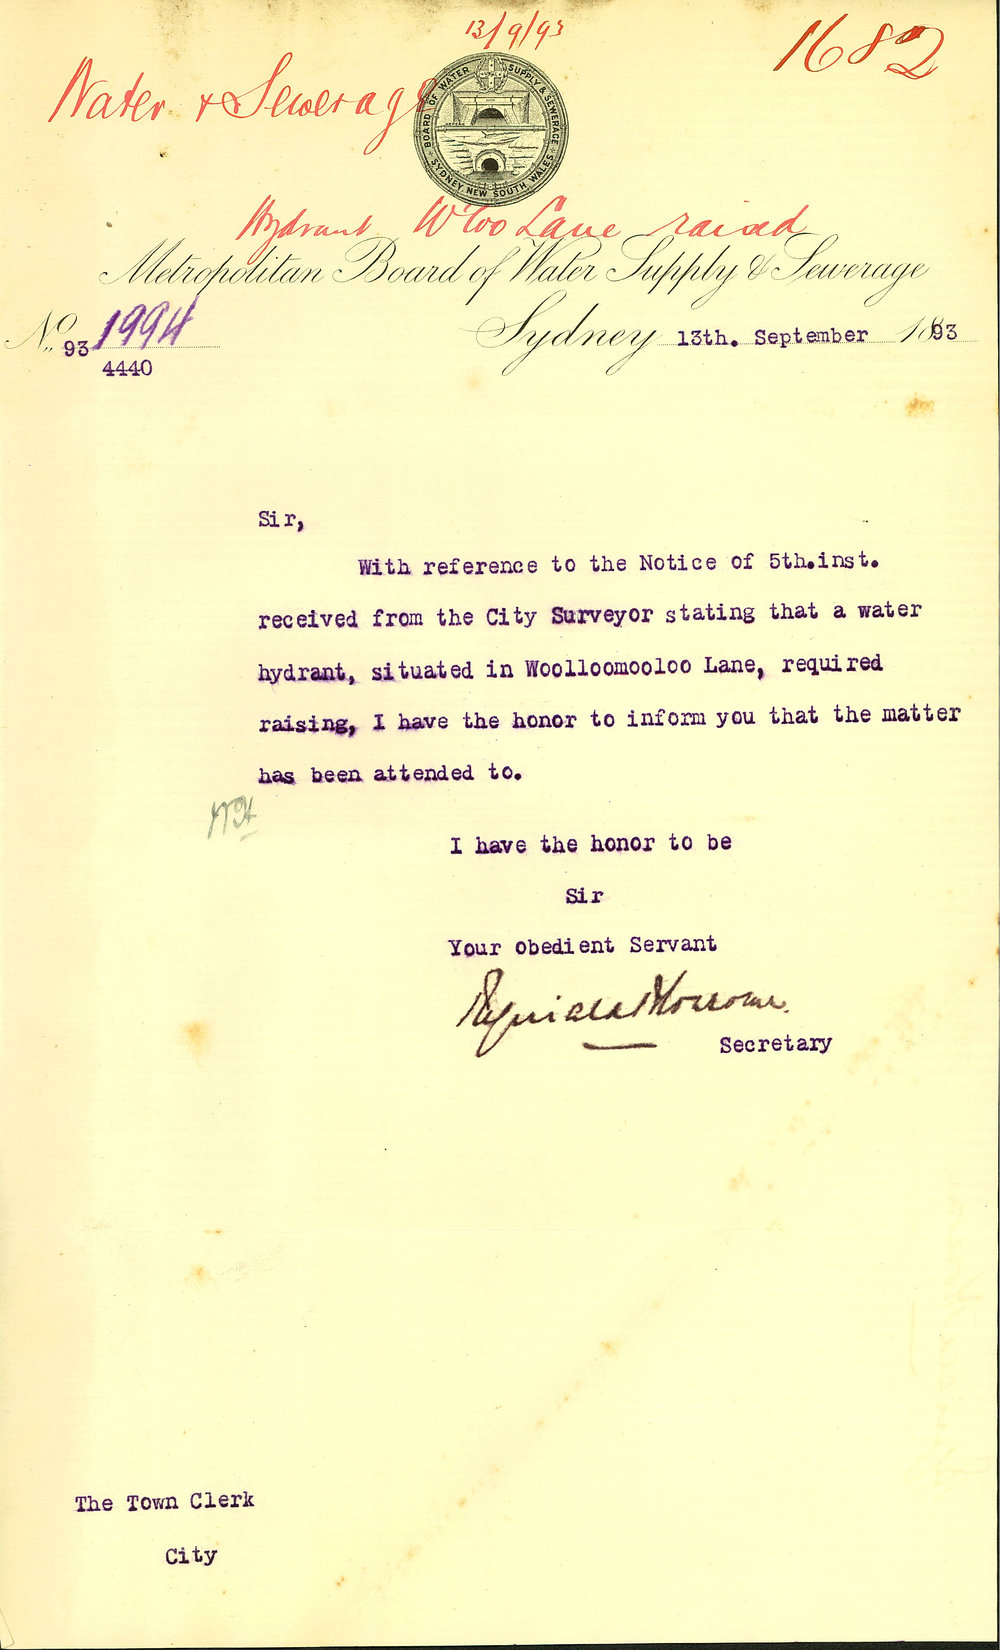 13/9/93
1682
Water & Sewerage
BOARD OF WATER SUPPLY & SEWERAGE
SYDNEY NEW SOUTH WALES
Hydrant W'loo Lane raised
Metropolitan Board of Water Supply & Sewerage
No. 93 1994
4440
Sydney 13th. September 1893
Sir,
With reference to the Notice of 5th.inst.
received from the City Surveyor stating that a water
hydrant, situated in Woolloomooloo Lane, required
raising, I have the honor to inform you that the matter
has been attended to.
I have the honor to be
Sir
Your obedient Servant
Secretary
The Town Clerk
City